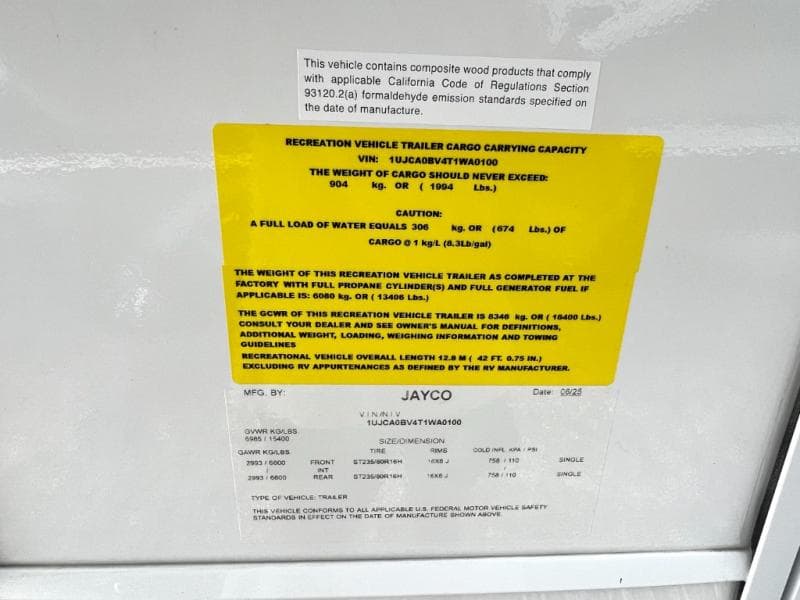 This vehicle contains composite wood products that comply
with applicable California Code of Regulations Section
93120.2(a) formaldehyde emission standards specified on
the date of manufacture.
RECREATION VEHICLE TRAILER CARGO CARRYING CAPACITY
VIN: 1UJCA0BV4T1WA0100
THE WEIGHT OF CARGO SHOULD NEVER EXCEED:
904 kg. OR ( 1994 Lbs.)
CAUTION:
A FULL LOAD OF WATER EQUALS 306 kg. OR (674 Lbs.) OF
CARGO @ 1 kg/L (8.3Lb/gal)
THE WEIGHT OF THIS RECREATION VEHICLE TRAILER AS COMPLETED AT THE
FACTORY WITH FULL PROPANE CYLINDER(S) AND FULL GENERATOR FUEL IF
APPLICABLE IS: 6080 kg. OR ( 13406 Lbs.)
THE GCWR OF THIS RECREATION VEHICLE TRAILER IS 8346 kg. OR ( 18400 Lbs.)
CONSULT YOUR DEALER AND SEE OWNER'S MANUAL FOR DEFINITIONS,
ADDITIONAL WEIGHT, LOADING, WEIGHING INFORMATION AND TOWING
GUIDELINES
RECREATIONAL VEHICLE OVERALL LENGTH 12.8 M ( 42 FT. 0.75 IN.)
EXCLUDING RV APPURTENANCES AS DEFINED BY THE RV MANUFACTURER.
MFG. BY: JAYCO Date: 06/25
V.I.N./N.I.V
1UJCA0BV4T1WA0100
GVWR KG/LBS.
6985 / 15400
SIZE/DIMENSION
GAWR KG/LBS. TIRE RIMS COLD INFL. KPA / PSI
2993 / 6600 FRONT ST235/80R16H 16X6 J 758 / 110 SINGLE
/ INT /
2993 / 6600 REAR ST235/80R16H 16X6 J 758 / 110 SINGLE
TYPE OF VEHICLE: TRAILER
THIS VEHICLE CONFORMS TO ALL APPLICABLE U.S. FEDERAL MOTOR VEHICLE SAFETY
STANDARDS IN EFFECT ON THE DATE OF MANUFACTURE SHOWN ABOVE.